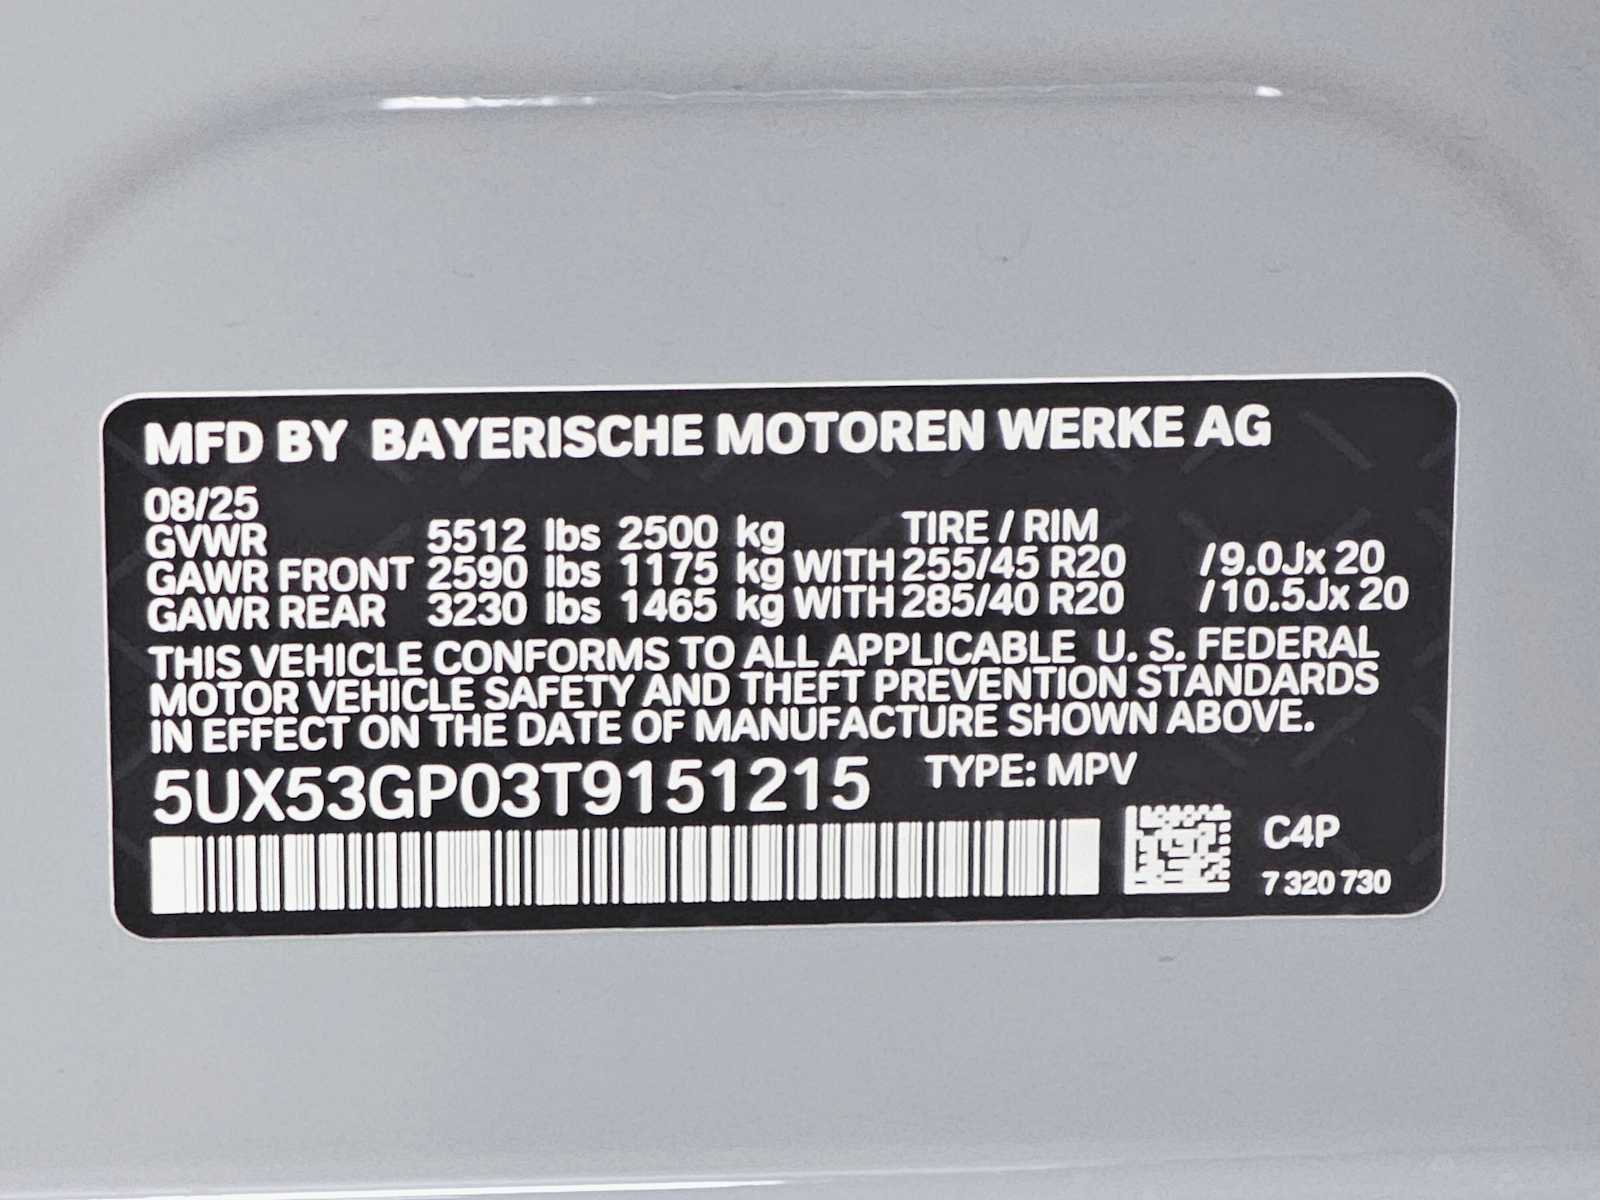 MFD BY BAYERISCHE MOTOREN WERKE AG
08/25
GVWR 5512 lbs 2500 kg TIRE / RIM
GAWR FRONT 2590 lbs 1175 kg WITH 255/45 R20 /9.0Jx 20
GAWR REAR 3230 lbs 1465 kg WITH 285/40 R20 /10.5Jx 20
THIS VEHICLE CONFORMS TO ALL APPLICABLE U. S. FEDERAL
MOTOR VEHICLE SAFETY AND THEFT PREVENTION STANDARDS
IN EFFECT ON THE DATE OF MANUFACTURE SHOWN ABOVE.
5UX53GP03T9151215 TYPE: MPV
C4P
7 320 730